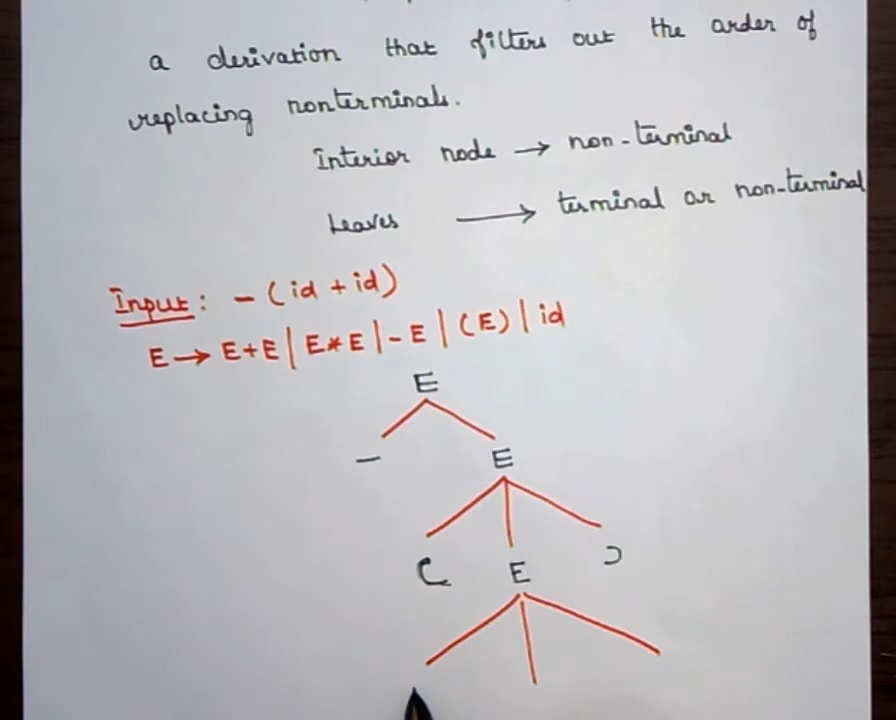 a derivation that filters out the order of
replacing nonterminals.
Interior node → non-terminal
Leaves → terminal or non-terminal
Input: - (id + id)
E → E+E | E*E | -E | (E) | id
E
- E
( E )